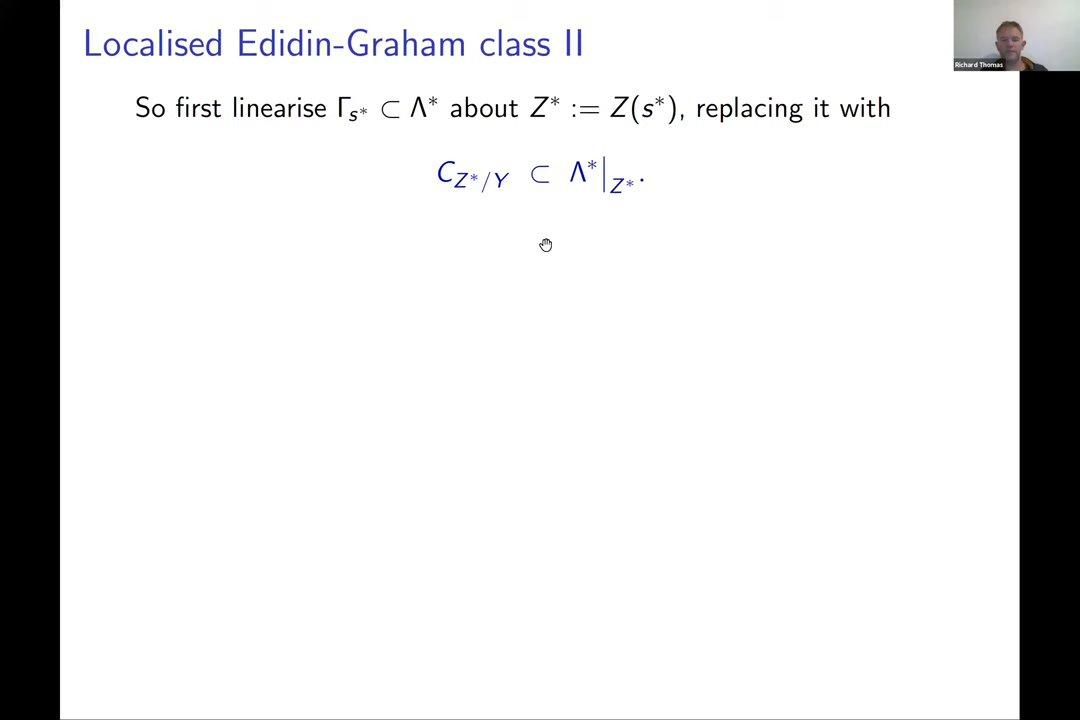 Localised Edidin-Graham class II
Richard Thomas
So first linearise Γ_{s*} ⊂ Λ* about Z* := Z(s*), replacing it with
C_{Z*/Y} ⊂ Λ*|_{Z*}.